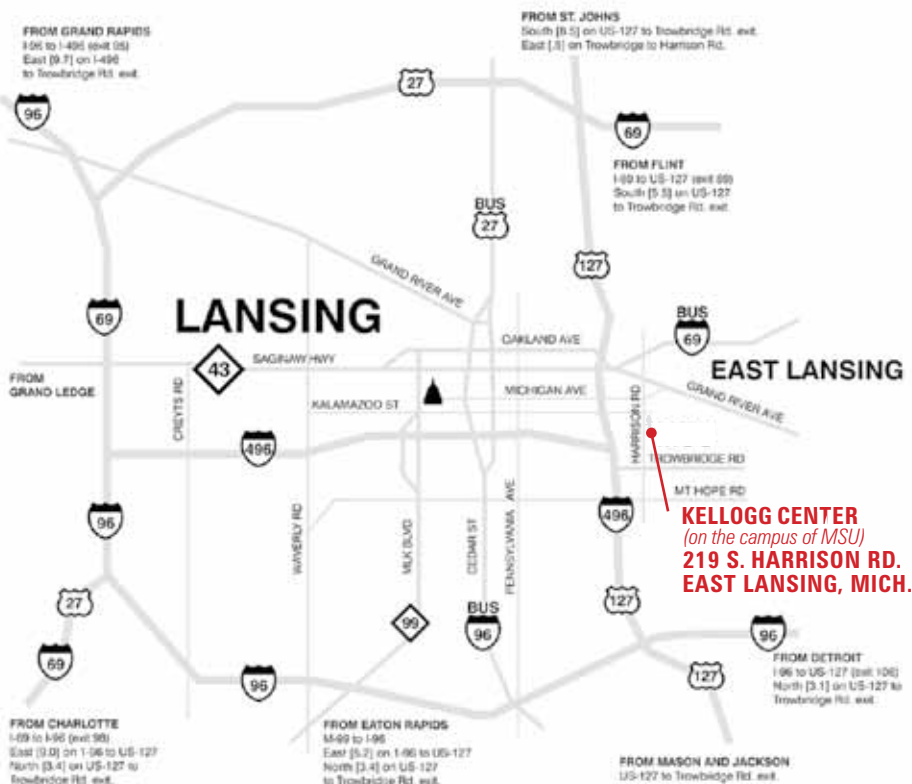 FROM GRAND RAPIDS
I-96 to I-496 (exit 95)
East [9.7] on I-496
to Trowbridge Rd. exit.
FROM ST. JOHNS
South [8.5] on US-127 to Trowbridge Rd. exit.
East [.5] on Trowbridge to Harrison Rd.
96
27
69
FROM FLINT
I-69 to US-127 (exit 89)
South [5.5] on US-127
to Trowbridge Rd. exit
BUS
27
GRAND RIVER AVE
127
69
LANSING
BUS
69
OAKLAND AVE
EAST LANSING
FROM
GRAND LEDGE
43
SAGINAW HWY
CREYTS RD
KALAMAZOO ST
MICHIGAN AVE
HARRISON RD
GRAND RIVER AVE
496
TROWBRIDGE RD
MT HOPE RD
96
WAVERLY RD
MLK BLVD
CEDAR ST
PENNSYLVANIA AVE
496
KELLOGG CENTER
(on the campus of MSU)
219 S. HARRISON RD.
EAST LANSING, MICH.
27
99
BUS
96
127
96
69
96
127
FROM DETROIT
I-96 to US-127 (exit 106)
North [3.1] on US-127 to
Trowbridge Rd. exit.
FROM CHARLOTTE
I-69 to I-96 (exit 98)
East [9.0] on 1-96 to US-127
North [3.4] on US-127 to
Trowbridge Rd. exit.
FROM EATON RAPIDS
M-99 to I-96
East [5.2] on 1-96 to US-127
North [3.4] on US-127
to Trowbridge Rd. exit.
FROM MASON AND JACKSON
US-127 to Trowbridge Rd. exit.